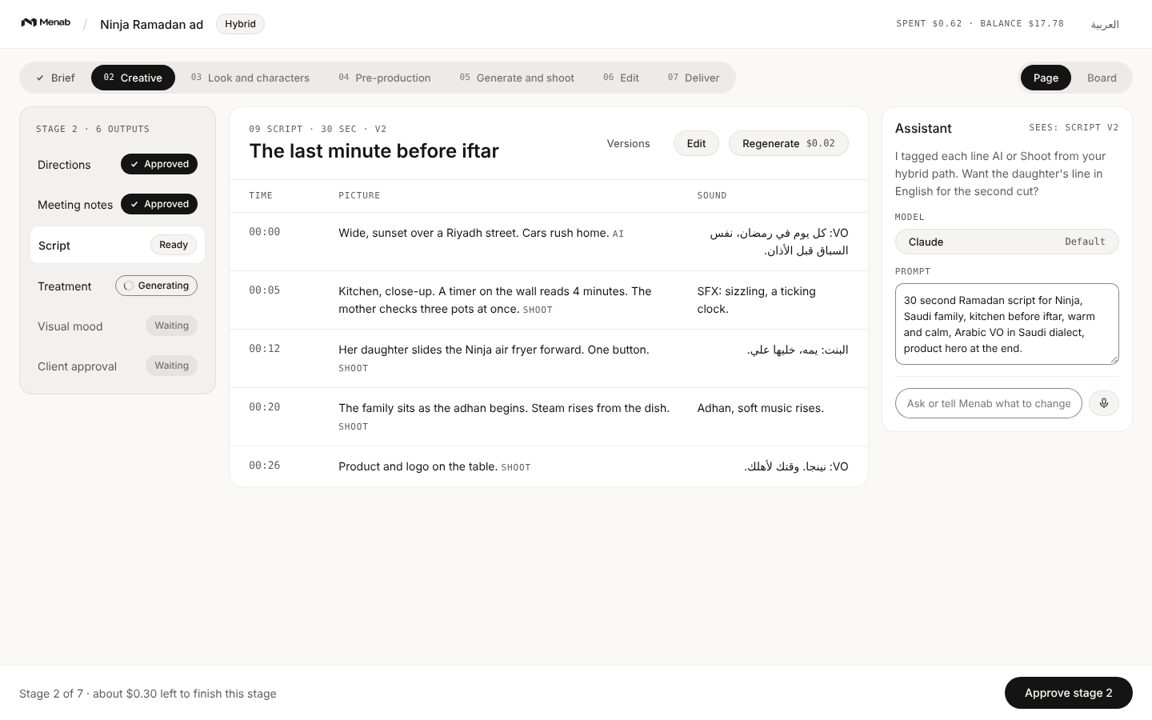 Menab / Ninja Ramadan ad Hybrid
SPENT $0.62 · BALANCE $17.78 العربية
✓ Brief 02 Creative 03 Look and characters 04 Pre-production 05 Generate and shoot 06 Edit 07 Deliver
Page Board
STAGE 2 · 6 OUTPUTS
Directions ✓ Approved
Meeting notes ✓ Approved
Script Ready
Treatment Generating
Visual mood Waiting
Client approval Waiting
09 SCRIPT · 30 SEC · V2
The last minute before iftar
Versions Edit Regenerate $0.02
TIME PICTURE SOUND
00:00 Wide, sunset over a Riyadh street. Cars rush home. AI
VO: كل يوم في رمضان، نفس
السباق قبل الأذان.
00:05 Kitchen, close-up. A timer on the wall reads 4 minutes. The
mother checks three pots at once. SHOOT
SFX: sizzling, a ticking
clock.
00:12 Her daughter slides the Ninja air fryer forward. One button.
SHOOT
البنت: يمه، خليها علي.
00:20 The family sits as the adhan begins. Steam rises from the dish.
SHOOT
Adhan, soft music rises.
00:26 Product and logo on the table. SHOOT
VO: نينجا. وقتك لأهلك.
Assistant SEES: SCRIPT V2
I tagged each line AI or Shoot from your
hybrid path. Want the daughter's line in
English for the second cut?
MODEL
Claude Default
PROMPT
30 second Ramadan script for Ninja,
Saudi family, kitchen before iftar, warm
and calm, Arabic VO in Saudi dialect,
product hero at the end.
Ask or tell Menab what to change
Stage 2 of 7 · about $0.30 left to finish this stage
Approve stage 2